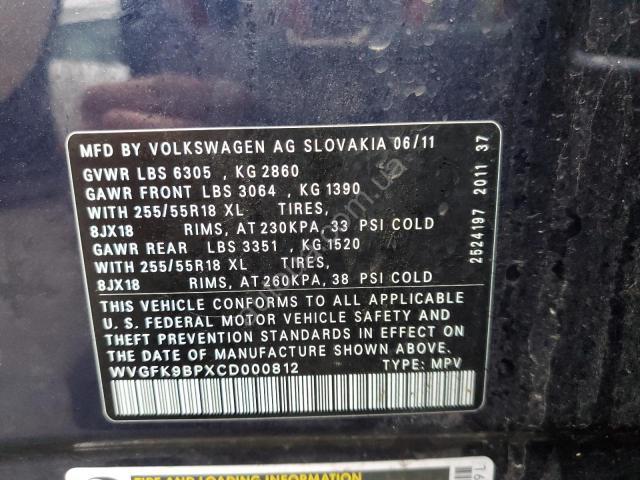 MFD BY VOLKSWAGEN AG SLOVAKIA 06/11
GVWR LBS 6305 , KG 2860
GAWR FRONT LBS 3064 , KG 1390
WITH 255/55R18 XL TIRES,
8JX18 RIMS, AT 230KPA, 33 PSI COLD
GAWR REAR LBS 3351 , KG 1520
WITH 255/55R18 XL TIRES,
8JX18 RIMS, AT 260KPA, 38 PSI COLD
THIS VEHICLE CONFORMS TO ALL APPLICABLE
U. S. FEDERAL MOTOR VEHICLE SAFETY AND
THEFT PREVENTION STANDARDS IN EFFECT ON
THE DATE OF MANUFACTURE SHOWN ABOVE.
WVGFK9BPXCD000812 TYPE: MPV
2524197 2011 37
TIRE AND LOADING INFORMATION